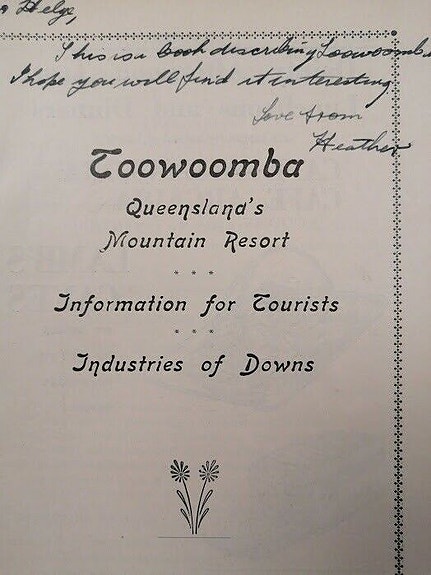 Helge,
This is a book describing Toowoomba
I hope you will find it interesting
Love from
Heather
Toowoomba
Queensland's
Mountain Resort
* * *
Information for Tourists
* * *
Industries of Downs